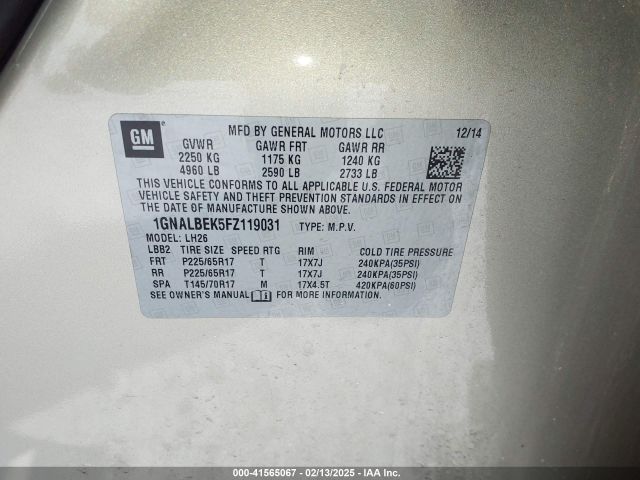 GM
MFD BY GENERAL MOTORS LLC 12/14
GVWR GAWR FRT GAWR RR
2250 KG 1175 KG 1240 KG
4960 LB 2590 LB 2733 LB
THIS VEHICLE CONFORMS TO ALL APPLICABLE U.S. FEDERAL MOTOR
VEHICLE SAFETY AND THEFT PREVENTION STANDARDS IN EFFECT ON
THE DATE OF MANUFACTURE SHOWN ABOVE.
1GNALBEK5FZ119031 TYPE: M.P.V.
MODEL: LH26
LBB2 TIRE SIZE SPEED RTG RIM COLD TIRE PRESSURE
FRT P225/65R17 T 17X7J 240KPA(35PSI)
RR P225/65R17 T 17X7J 240KPA(35PSI)
SPA T145/70R17 M 17X4.5T 420KPA(60PSI)
SEE OWNER'S MANUAL FOR MORE INFORMATION.
000-41565067 - 02/13/2025 - IAA Inc.